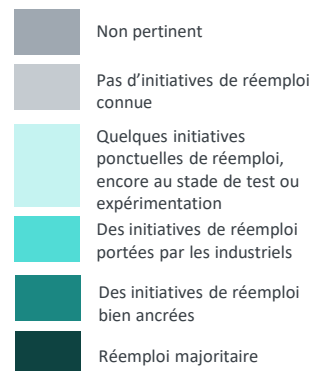 Non pertinent
Pas d’initiatives de réemploi
connue
Quelques initiatives
ponctuelles de réemploi,
encore au stade de test ou
expérimentation
Des initiatives de réemploi
portées par les industriels
Des initiatives de réemploi
bien ancrées
Réemploi majoritaire